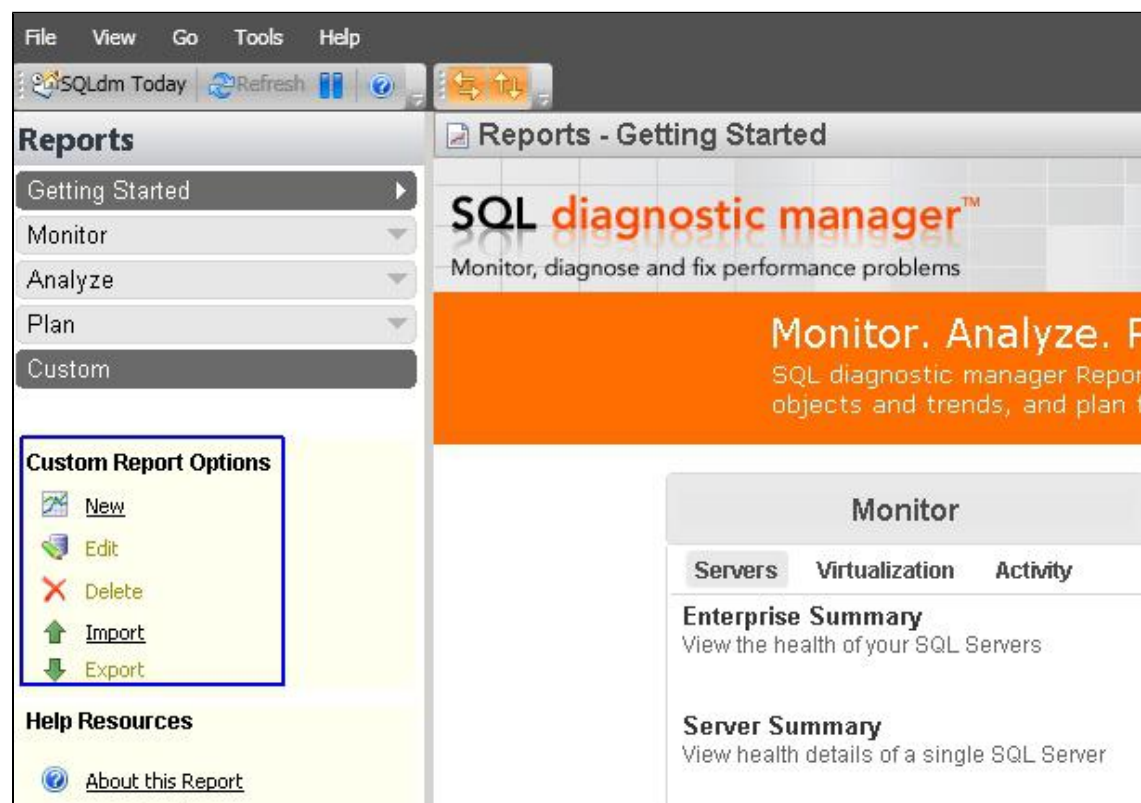 File View Go Tools Help
SQLdm Today Refresh
Reports
Getting Started
Monitor
Analyze
Plan
Custom
Custom Report Options
New
Edit
Delete
Import
Export
Help Resources
About this Report
Reports - Getting Started
SQL diagnostic manager™
Monitor, diagnose and fix performance problems
Monitor. Analyze.
SQL diagnostic manager
objects and trends, and plan
Monitor
Servers Virtualization Activity
Enterprise Summary
View the health of your SQL Servers
Server Summary
View health details of a single SQL Server